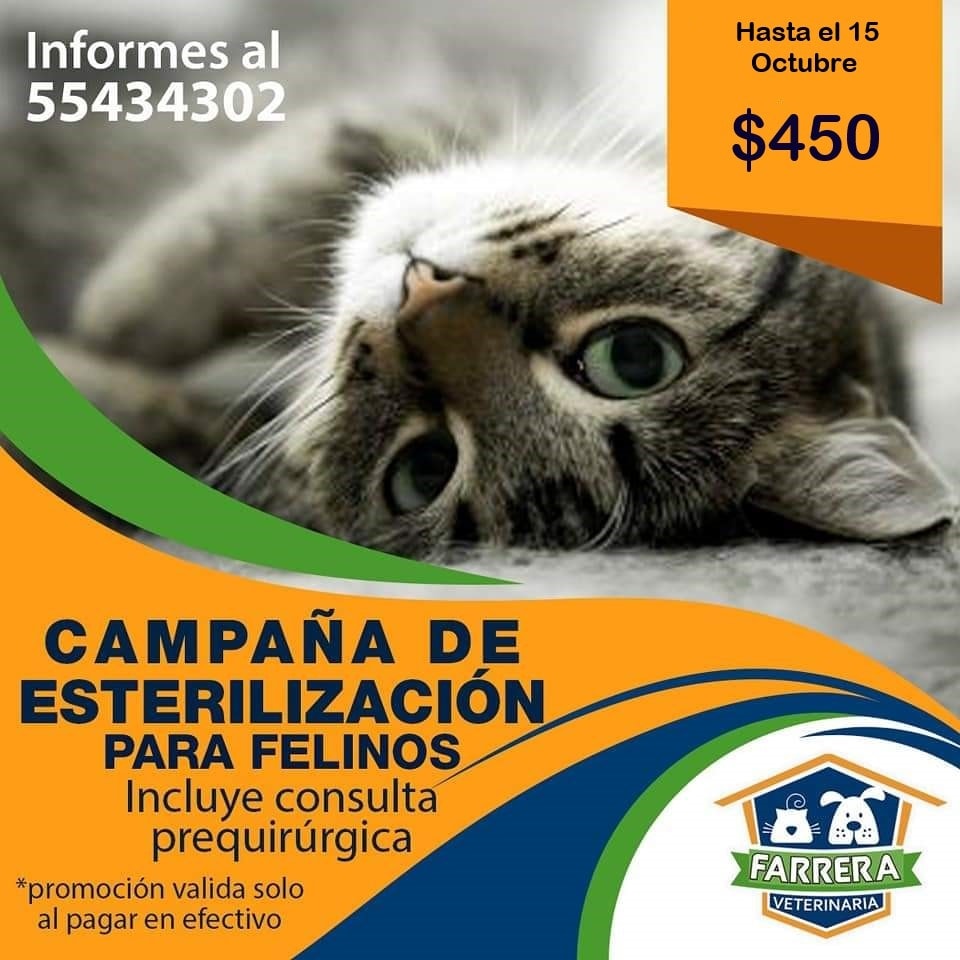 Informes al
55434302
Hasta el 15
Octubre
$450
CAMPAÑA DE
ESTERILIZACIÓN
PARA FELINOS
Incluye consulta
prequirúrgica
*promoción valida solo
al pagar en efectivo
FARRERA
VETERINARIA